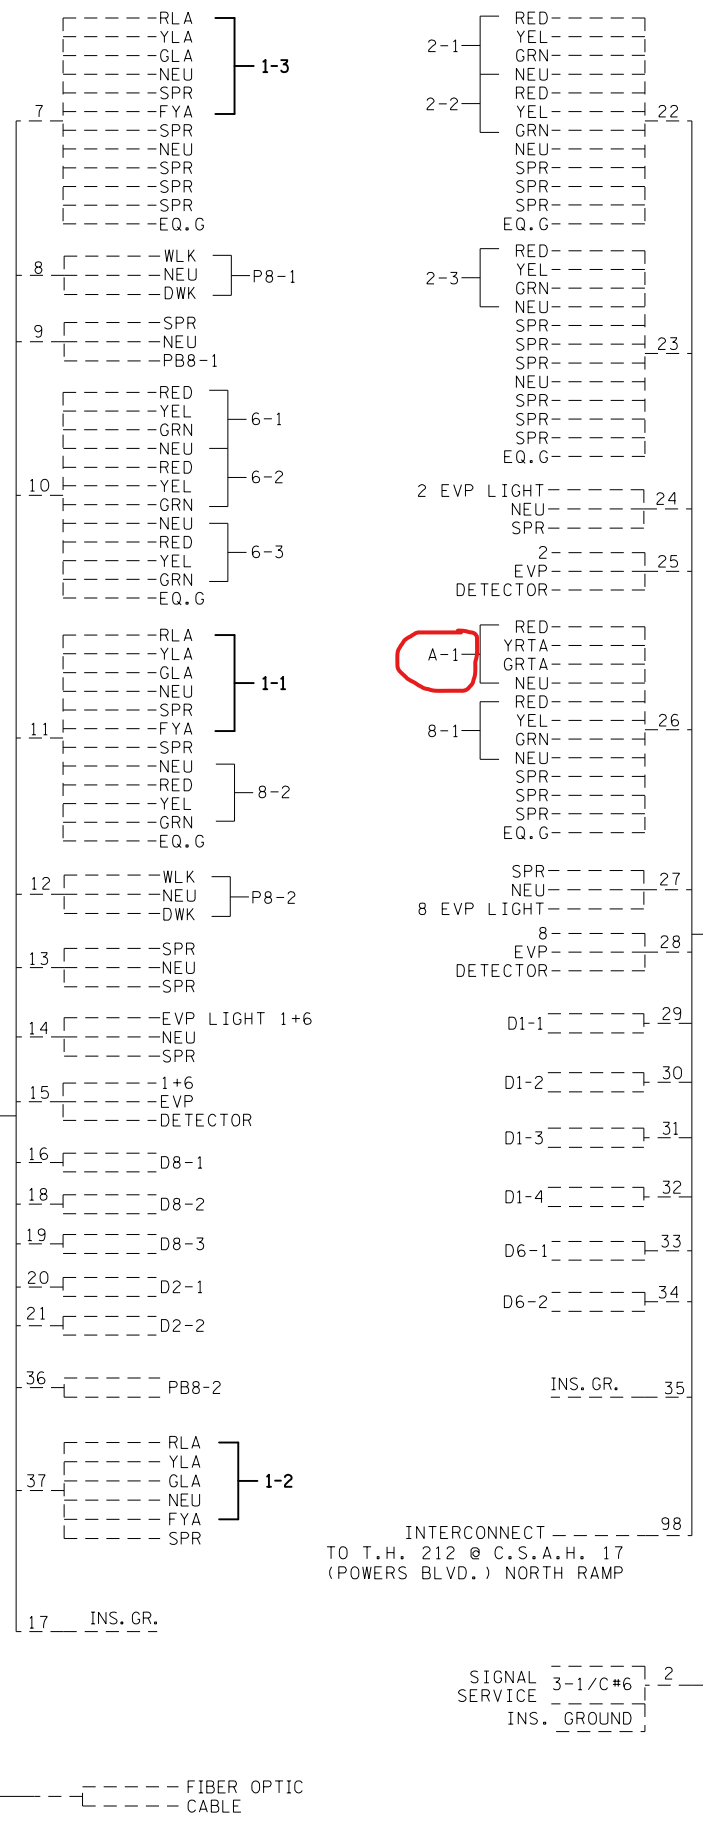 RLA
YLA
GLA
NEU
SPR
FYA
SPR
NEU
SPR
SPR
SPR
EQ.G
1-3
7
8
WLK
NEU
DWK
P8-1
9
SPR
NEU
PB8-1
10
RED
YEL
GRN
NEU
RED
YEL
GRN
NEU
RED
YEL
GRN
EQ.G
6-1
6-2
6-3
11
RLA
YLA
GLA
NEU
SPR
FYA
SPR
NEU
RED
YEL
GRN
EQ.G
1-1
8-2
12
WLK
NEU
DWK
P8-2
13
SPR
NEU
SPR
14
EVP LIGHT 1+6
NEU
SPR
15
1+6
EVP
DETECTOR
16 D8-1
18 D8-2
19 D8-3
20 D2-1
21 D2-2
36 PB8-2
37
RLA
YLA
GLA
NEU
FYA
SPR
1-2
17 INS.GR.
2-1
2-2
RED
YEL
GRN
NEU
RED
YEL
GRN
NEU
SPR
SPR
SPR
EQ.G
22
2-3
RED
YEL
GRN
NEU
SPR
SPR
SPR
NEU
SPR
SPR
SPR
EQ.G
23
2 EVP LIGHT
NEU
SPR
24
2
EVP
DETECTOR
25
A-1
8-1
RED
YRTA
GRTA
NEU
RED
YEL
GRN
NEU
SPR
SPR
SPR
EQ.G
26
SPR
NEU
8 EVP LIGHT
27
8
EVP
DETECTOR
28
D1-1 29
D1-2 30
D1-3 31
D1-4 32
D6-1 33
D6-2 34
INS.GR. 35
INTERCONNECT 98
TO T.H. 212 @ C.S.A.H. 17
(POWERS BLVD.) NORTH RAMP
SIGNAL
SERVICE
3-1/C#6
2
INS. GROUND
FIBER OPTIC
CABLE